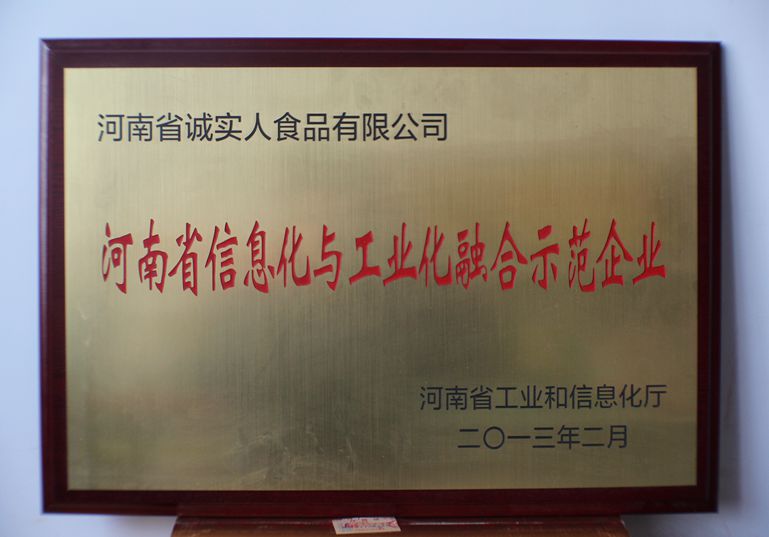 河南省诚实人食品有限公司
河南省信息化与工业化融合示范企业
河南省工业和信息化厅
二〇一三年二月